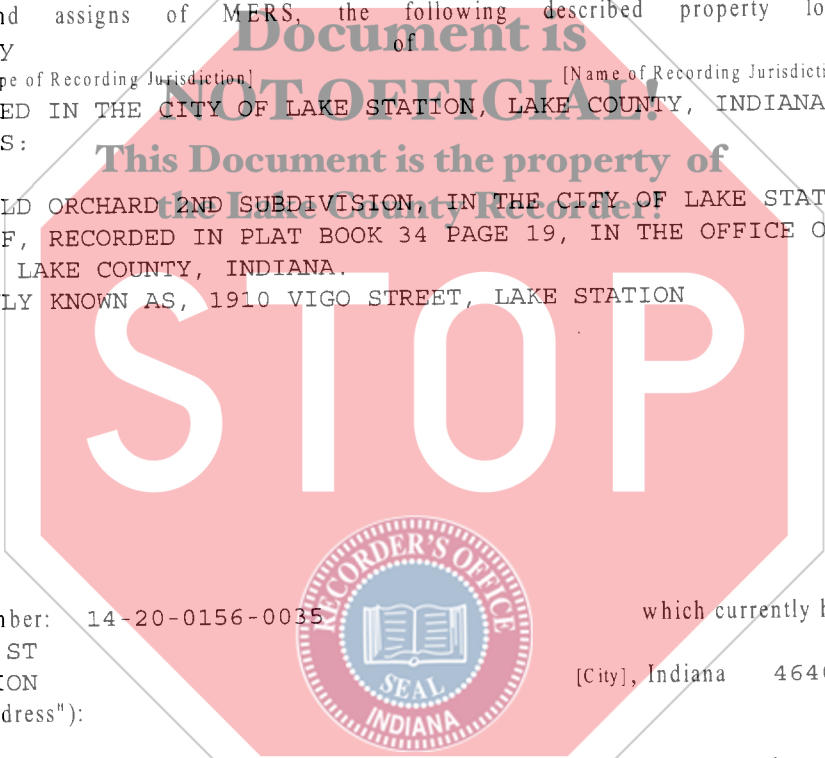 nd assigns of MERS, the following described property lo
Document is
Y of
pe of Recording Jurisdiction] [Name of Recording Jurisdicti
NOT OFFICIAL!
ED IN THE CITY OF LAKE STATION, LAKE COUNTY, INDIANA
S:
This Document is the property of
LD ORCHARD 2ND SUBDIVISION, IN THE CITY OF LAKE STAT
the Lake County Recorder!
F, RECORDED IN PLAT BOOK 34 PAGE 19, IN THE OFFICE O
LAKE COUNTY, INDIANA.
LY KNOWN AS, 1910 VIGO STREET, LAKE STATION
STOP
RECORDER'S OFFICE
SEAL
INDIANA
nber: 14-20-0156-0035 which currently h
ST
ION [City], Indiana 4640
dress"):